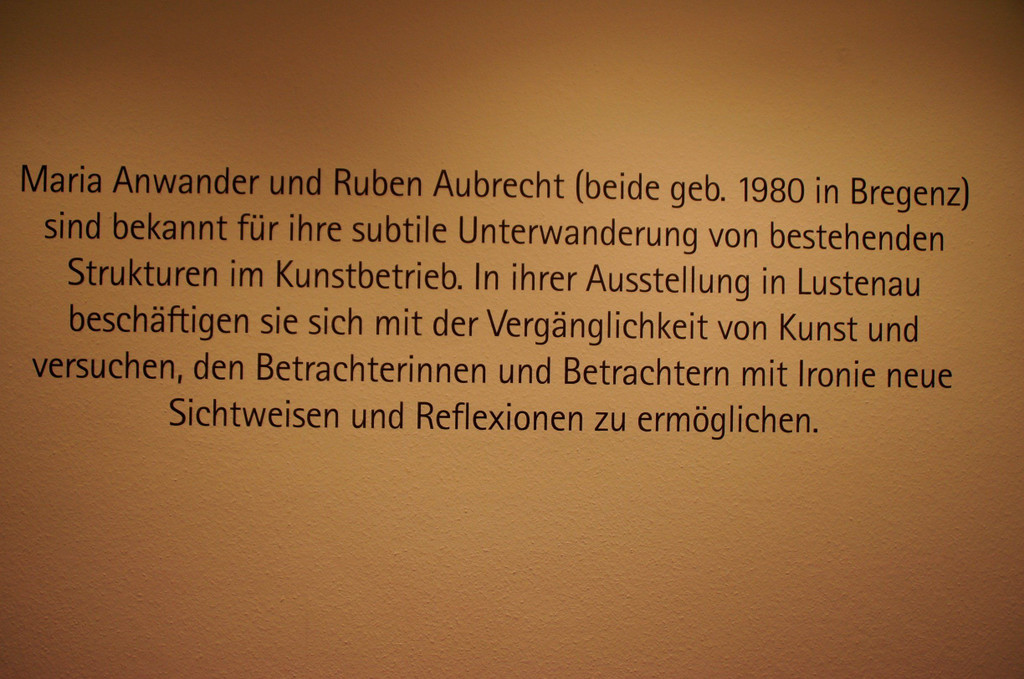 Maria Anwander und Ruben Aubrecht (beide geb. 1980 in Bregenz)
sind bekannt für ihre subtile Unterwanderung von bestehenden
Strukturen im Kunstbetrieb. In ihrer Ausstellung in Lustenau
beschäftigen sie sich mit der Vergänglichkeit von Kunst und
versuchen, den Betrachterinnen und Betrachtern mit Ironie neue
Sichtweisen und Reflexionen zu ermöglichen.